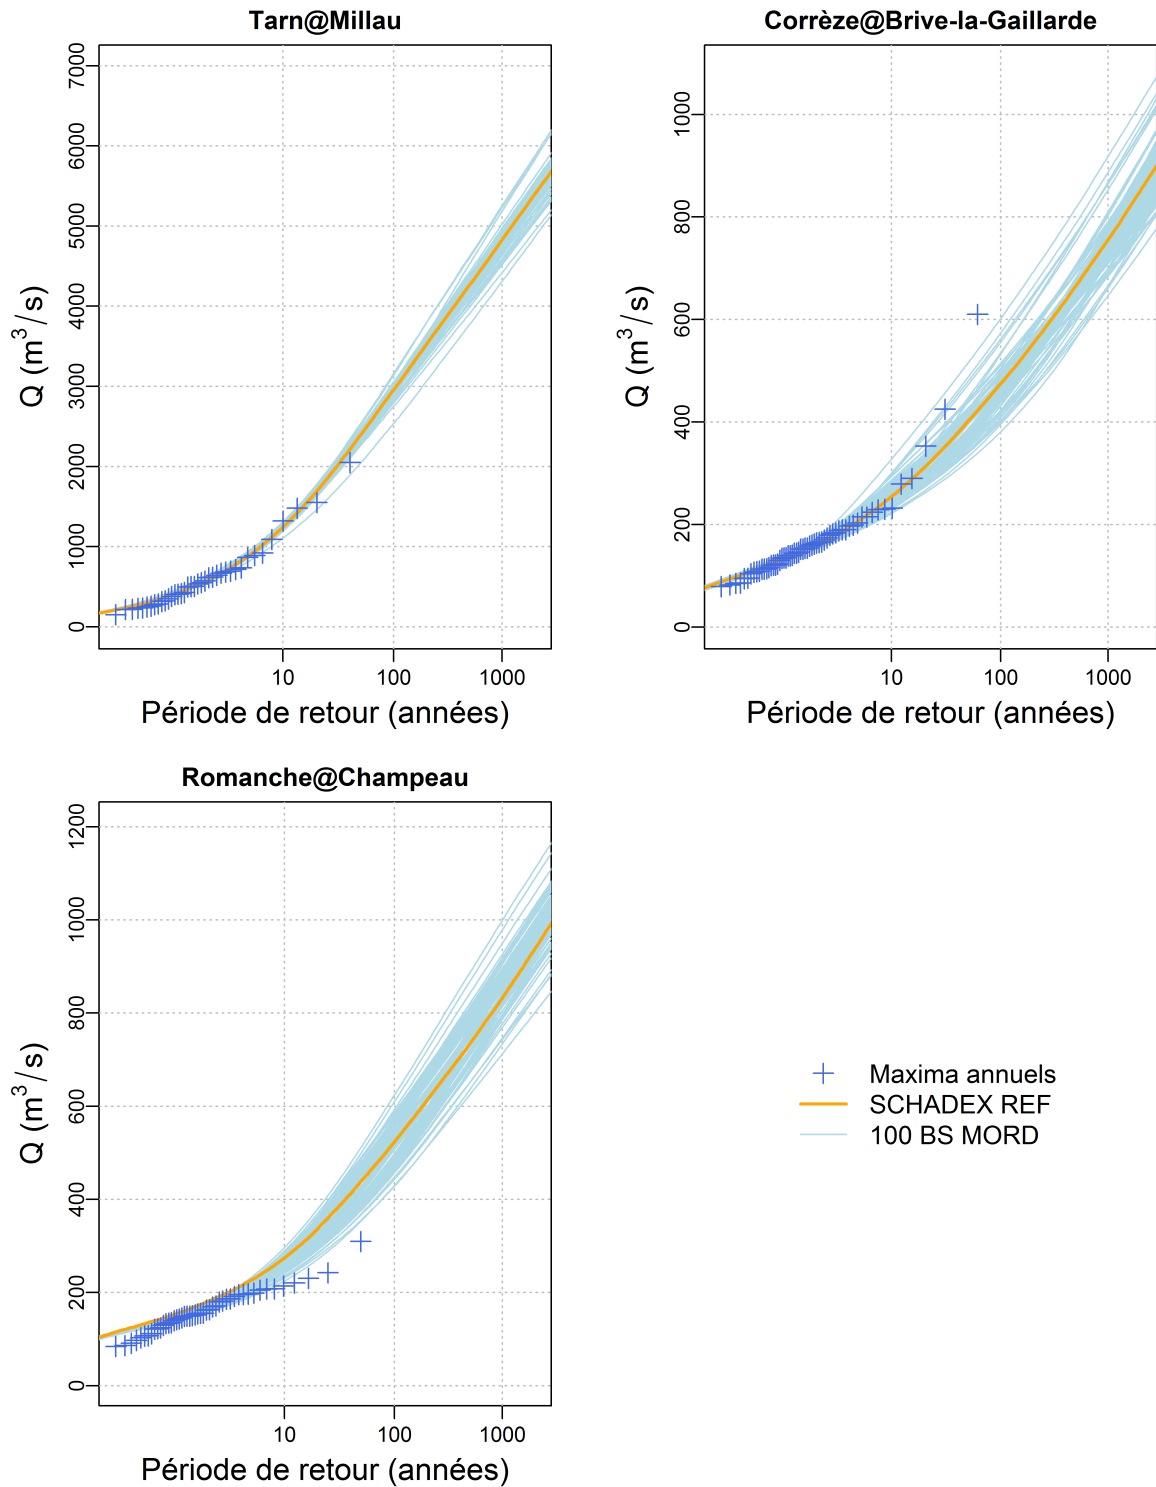 Tarn@Millau
7000
6000
5000
4000
3000
2000
1000
0
Q (m³/s)
10 100 1000
Période de retour (années)
Corrèze@Brive-la-Gaillarde
1000
800
600
400
200
0
Q (m³/s)
10 100 1000
Période de retour (années)
Romanche@Champeau
1200
1000
800
600
400
200
0
Q (m³/s)
10 100 1000
Période de retour (années)
Maxima annuels
SCHADEX REF
100 BS MORD